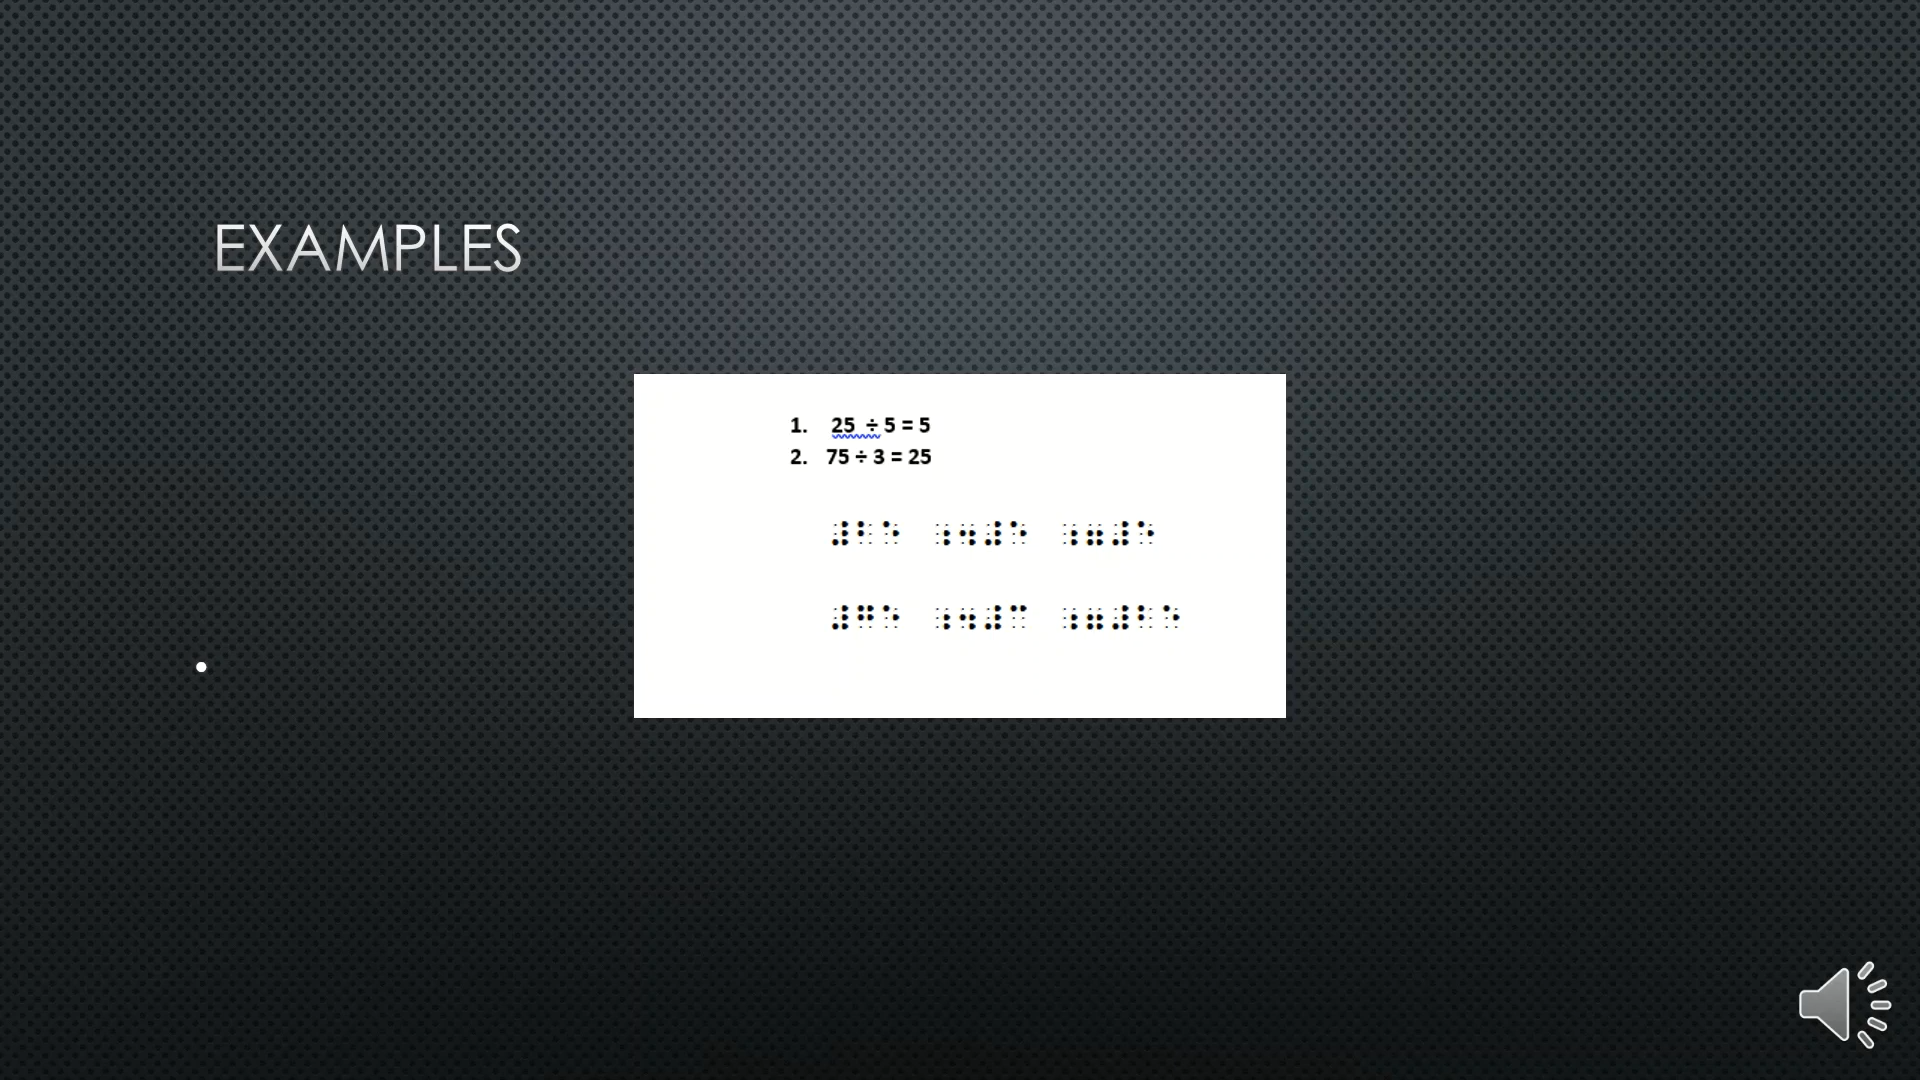 EXAMPLES
1. 25 ÷ 5 = 5
2. 75 ÷ 3 = 25
⠼⠃⠑ ⠰⠲⠼⠑ ⠰⠶⠼⠑
⠼⠛⠑ ⠰⠲⠼⠉ ⠰⠶⠼⠃⠑